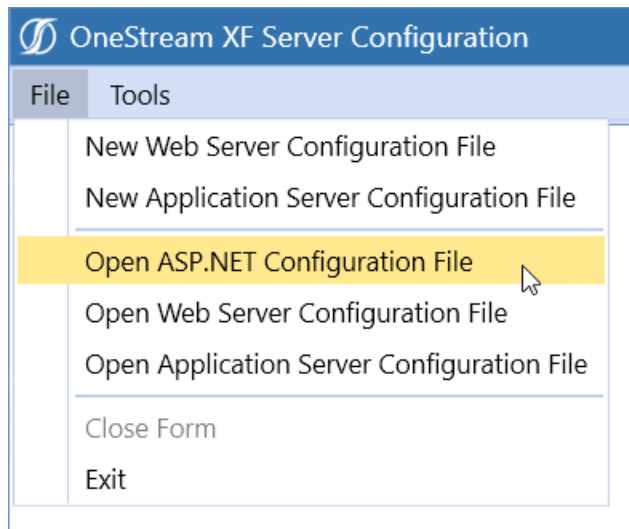 OneStream XF Server Configuration
File Tools
New Web Server Configuration File
New Application Server Configuration File
Open ASP.NET Configuration File
Open Web Server Configuration File
Open Application Server Configuration File
Close Form
Exit